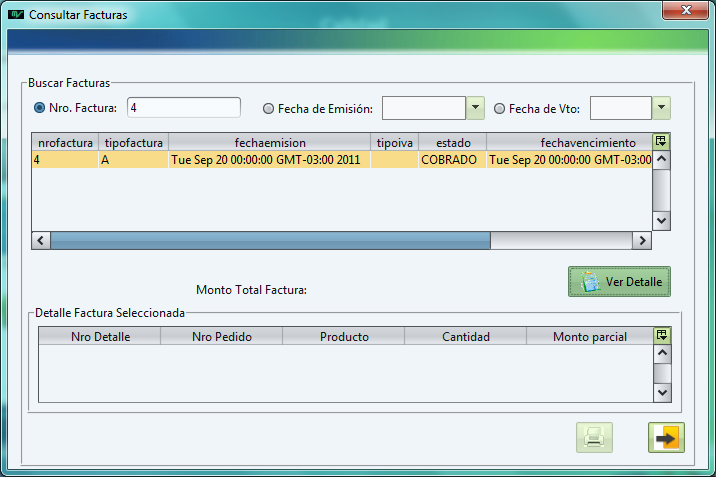 Consultar Facturas
Buscar Facturas
Nro. Factura: 4 Fecha de Emisión: Fecha de Vto:
nrofactura tipofactura fechaemision tipoiva estado fechavencimiento
4 A Tue Sep 20 00:00:00 GMT-03:00 2011 COBRADO Tue Sep 20 00:00:00 GMT-03:00
Ver Detalle
Monto Total Factura:
Detalle Factura Seleccionada
Nro Detalle Nro Pedido Producto Cantidad Monto parcial